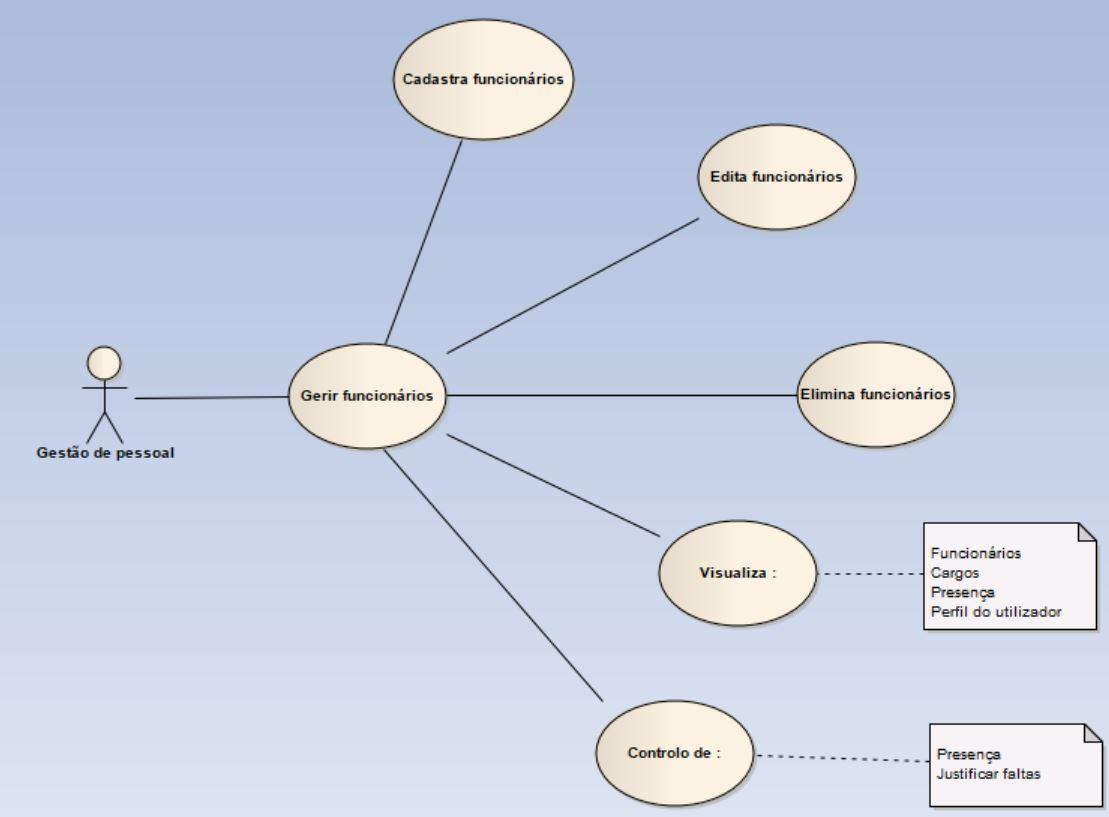 Cadastra funcionários
Edita funcionários
Gerir funcionários
Elimina funcionários
Gestão de pessoal
Visualiza :
Funcionários
Cargos
Presença
Perfil do utilizador
Controlo de :
Presença
Justificar faltas